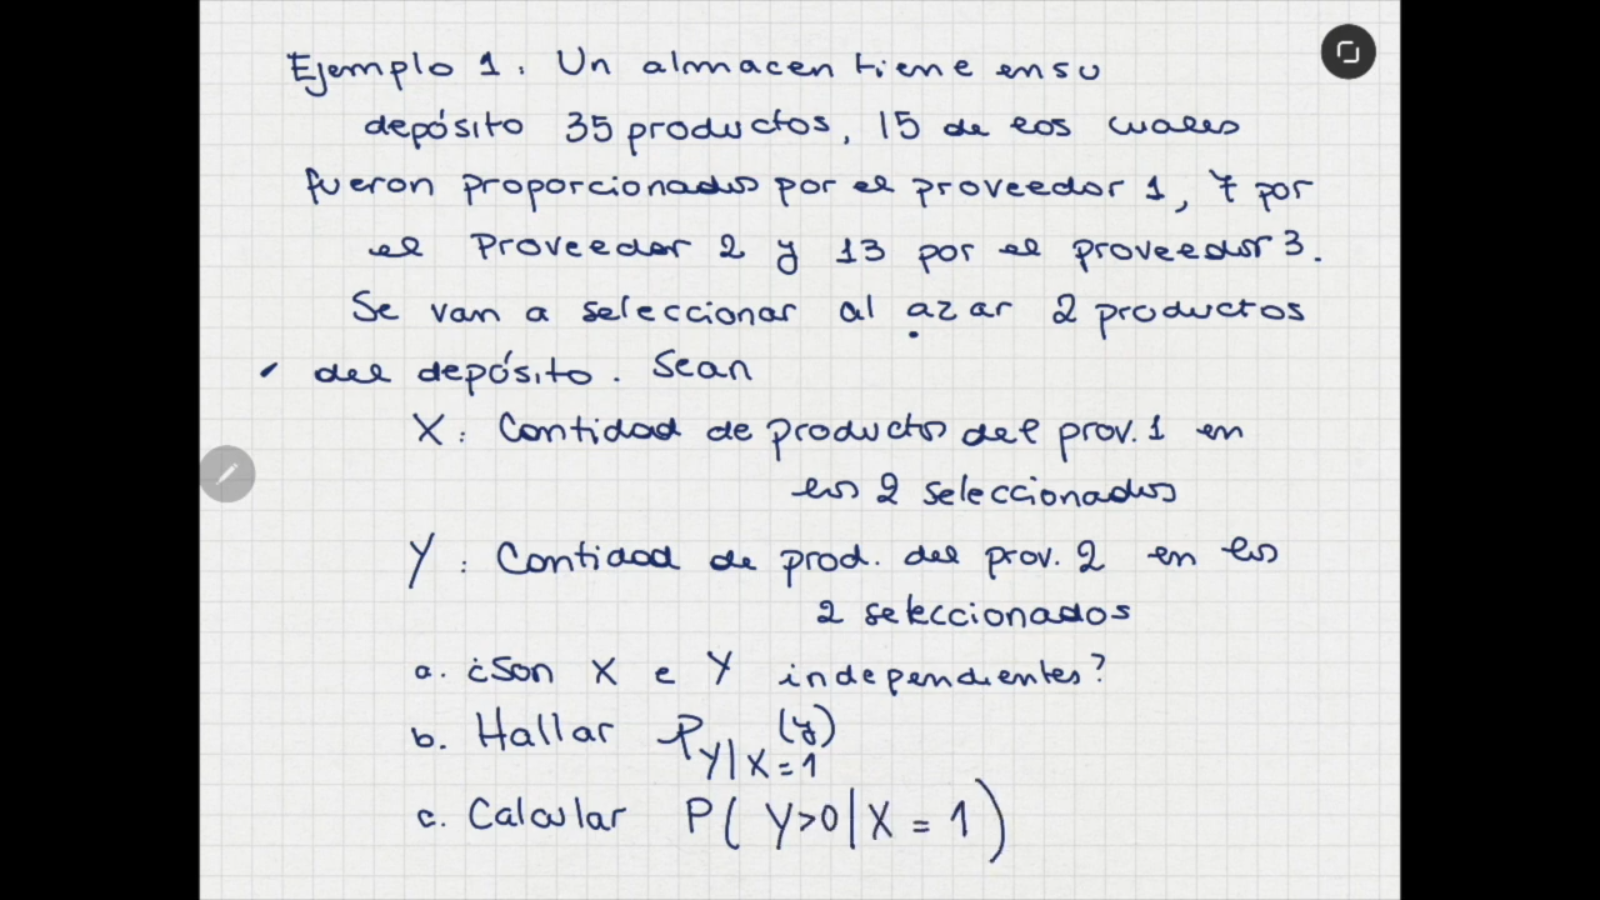 Ejemplo 1. Un almacen tiene en su
depósito 35 productos, 15 de los cuales
fueron proporcionados por el proveedor 1, 7 por
el Proveedor 2 y 13 por el proveedor 3.
Se van a seleccionar al azar 2 productos
del depósito. Sean
X: Cantidad de productos del prov. 1 en
los 2 seleccionados
Y: Cantidad de prod. del prov. 2 en los
2 seleccionados
a. ¿Son X e Y independientes?
b. Hallar P_{Y|X=1}(y)
c. Calcular P(Y>0|X=1)